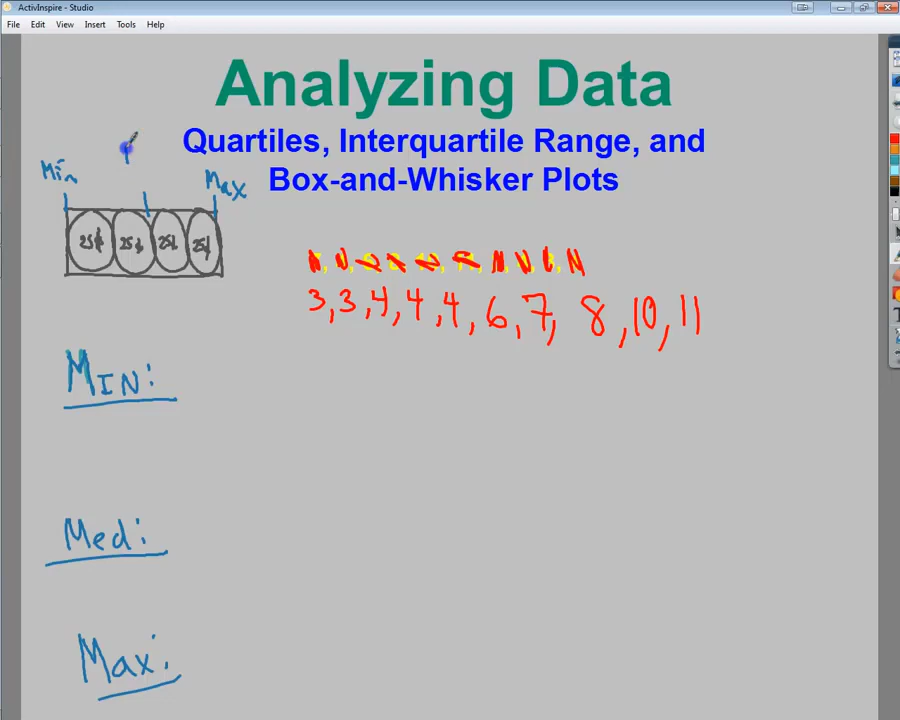 ActivInspire - Studio
File Edit View Insert Tools Help
Analyzing Data
Quartiles, Interquartile Range, and
Box-and-Whisker Plots
Min
Max
25% 25% 25% 25%
3, 3, 4, 4, 4, 6, 7, 8, 10, 11
MIN:
Med:
Max: